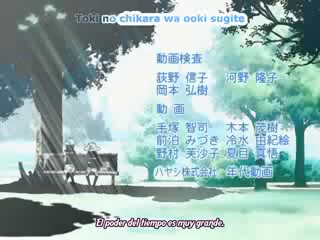 Toki no chikara wa ooki sugite
動画検査
荻野 信子 河野 隆子
岡本 弘樹
動 画
手塚 智司 木本 茂樹
前泊 みづき 冷水 由紀絵
野村 芙沙子 夏目 真悟
ハヤシ株式会社 年代動画
El poder del tiempo es muy grande.